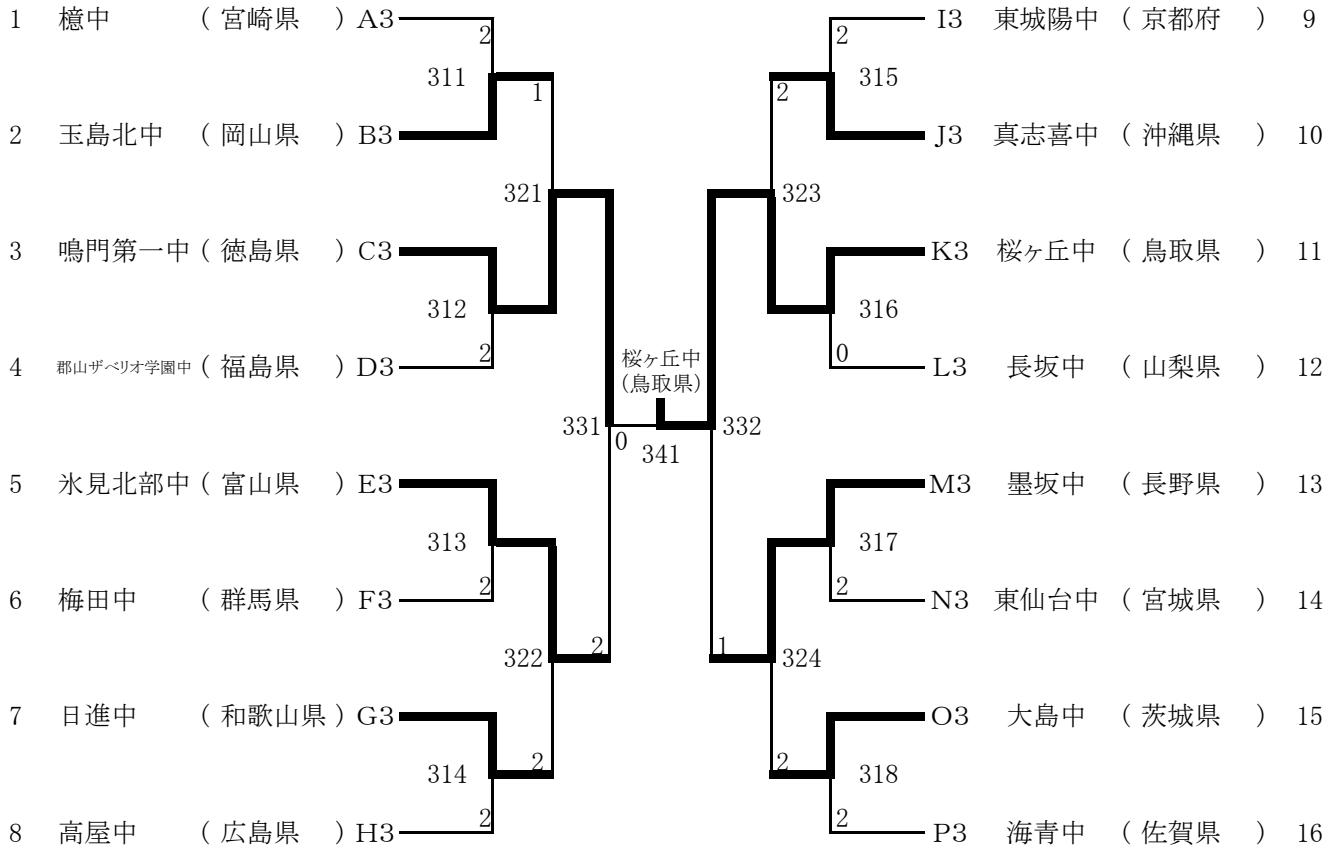 1 檍中 ( 宮崎県 ) A3
2
311
1
2 玉島北中 ( 岡山県 ) B3
321
3 鳴門第一中 ( 徳島県 ) C3
312
4 郡山ザベリオ学園中 ( 福島県 ) D3
2
331
0
5 氷見北部中 ( 富山県 ) E3
313
6 梅田中 ( 群馬県 ) F3
2
322
2
7 日進中 ( 和歌山県 ) G3
314
2
8 高屋中 ( 広島県 ) H3
2
桜ヶ丘中
(鳥取県)
341
I3 東城陽中 ( 京都府 ) 9
2
315
2
J3 真志喜中 ( 沖縄県 ) 10
323
K3 桜ヶ丘中 ( 鳥取県 ) 11
316
0
L3 長坂中 ( 山梨県 ) 12
332
M3 墨坂中 ( 長野県 ) 13
317
2
N3 東仙台中 ( 宮城県 ) 14
1
324
O3 大島中 ( 茨城県 ) 15
2
318
2
P3 海青中 ( 佐賀県 ) 16